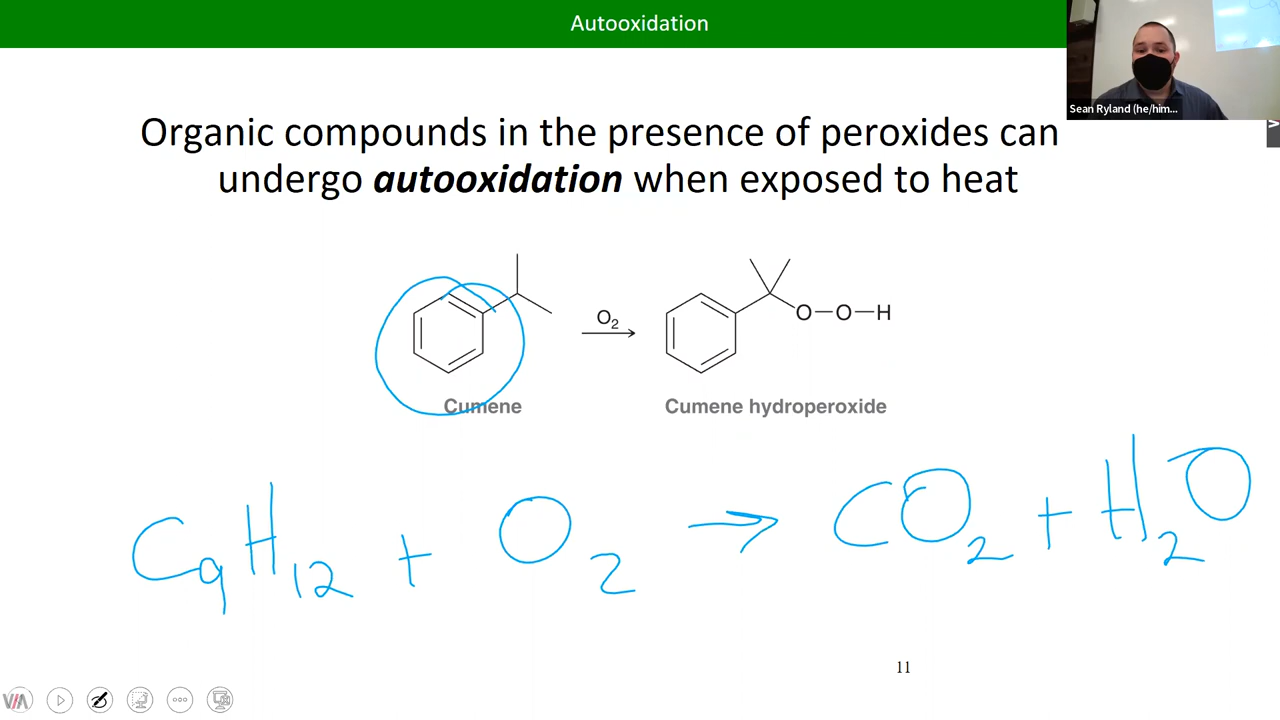 Autooxidation
Sean Ryland (he/him...
Organic compounds in the presence of peroxides can
undergo autooxidation when exposed to heat
O2
O-O-H
Cumene
Cumene hydroperoxide
C9H12 + O2 → CO2 + H2O
11